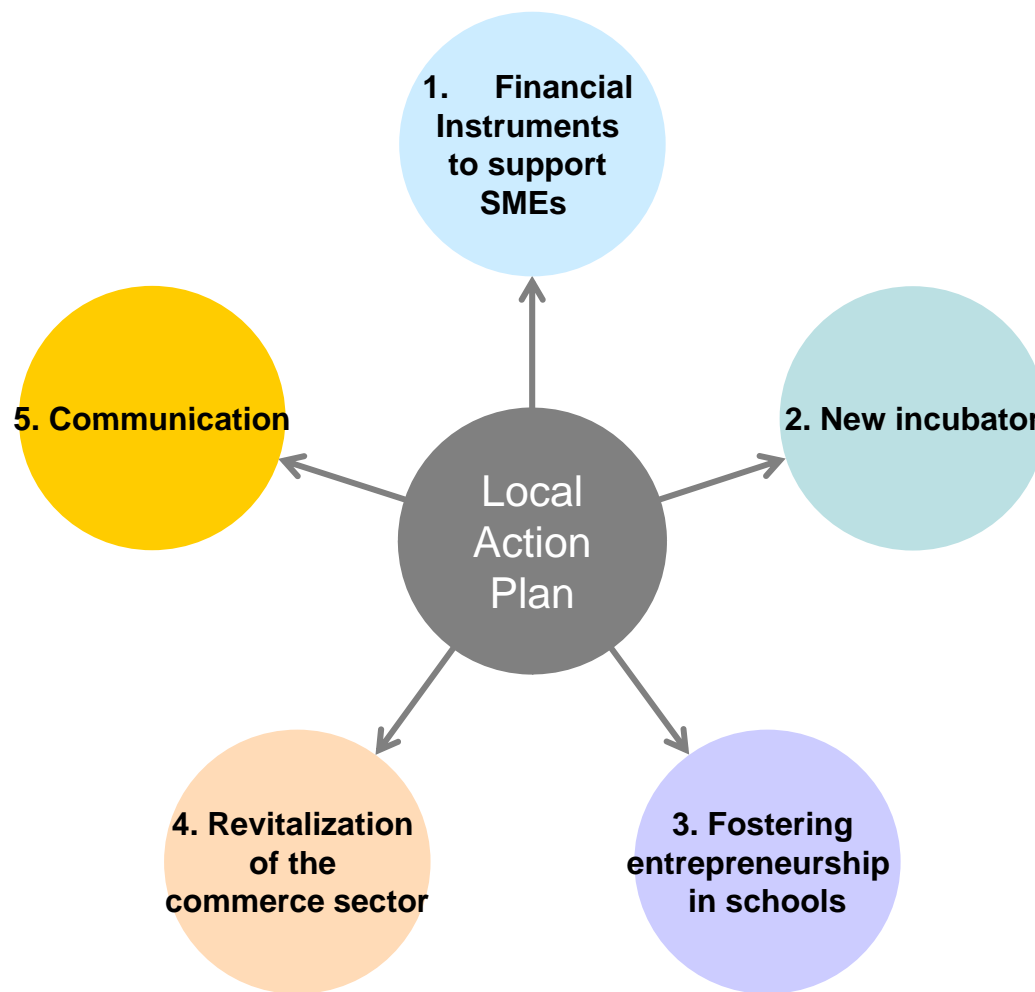 1. Financial
Instruments
to support
SMEs
5. Communication
2. New incubator
Local
Action
Plan
4. Revitalization
of the
commerce sector
3. Fostering
entrepreneurship
in schools